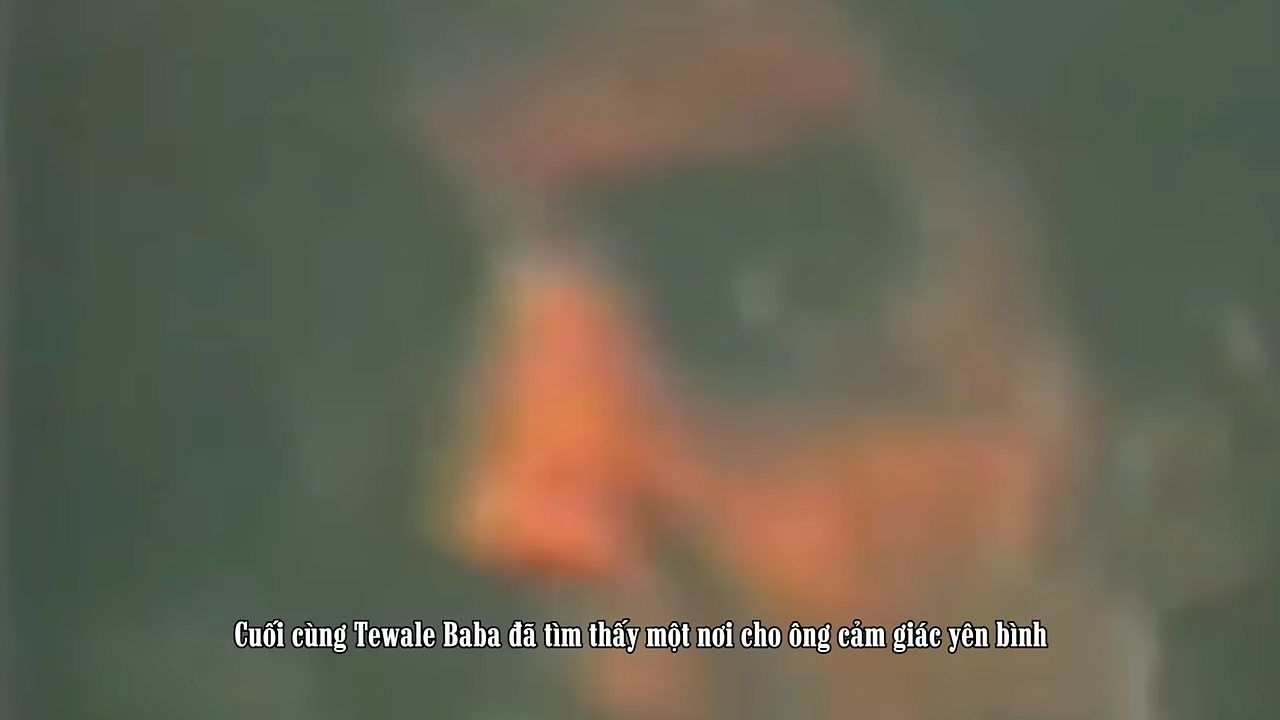 Cuối cùng Tewale Baba đã tìm thấy một nơi cho ông cảm giác yên bình